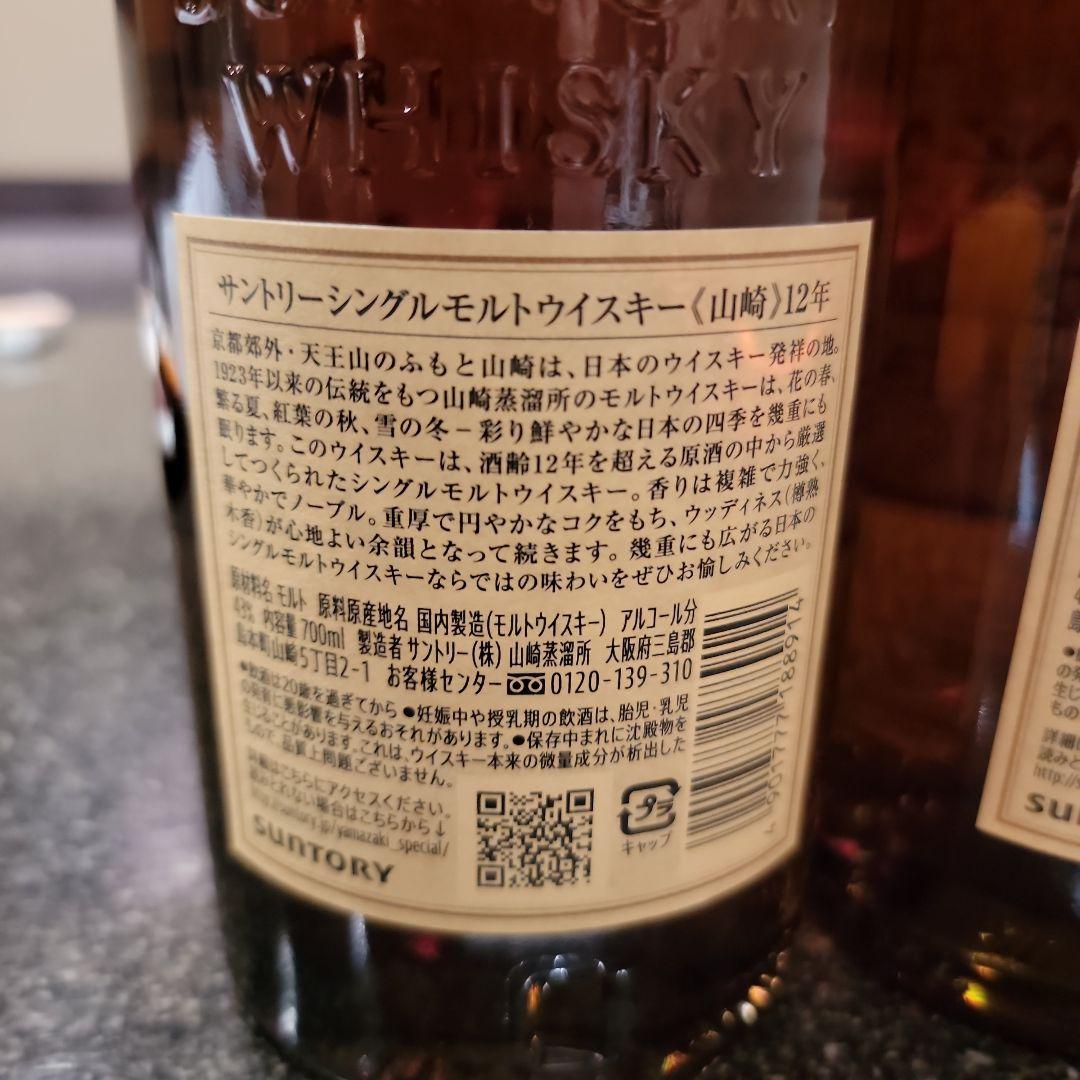 WHISKY
サントリーシングルモルトウイスキー《山崎》12年
京都郊外・天王山のふもと山崎は、日本のウイスキー発祥の地。
1923年以来の伝統をもつ山崎蒸溜所のモルトウイスキーは、花の春、
繁る夏、紅葉の秋、雪の冬－彩り鮮やかな日本の四季を幾重にも
眠ります。このウイスキーは、酒齢12年を超える原酒の中から厳選
してつくられたシングルモルトウイスキー。香りは複雑で力強く、
華やかでノーブル。重厚で円やかなコクをもち、ウッディネス（樽熟
木香）が心地よい余韻となって続きます。幾重にも広がる日本の
シングルモルトウイスキーならではの味わいをぜひお愉しみください。
原材料名 モルト 原料原産地名 国内製造(モルトウイスキー) アルコール分
43% 内容量 700ml 製造者 サントリー(株) 山崎蒸溜所 大阪府三島郡
島本町山崎5丁目2-1 お客様センター 0120-139-310
●飲酒は20歳を過ぎてから ●妊娠中や授乳期の飲酒は、胎児・乳児
の発育に悪影響を与えるおそれがあります。●保存中まれに沈殿物を
生じることがあります。これは、ウイスキー本来の微量成分が析出した
もので、品質上問題ございません。
詳細はこちらにアクセスください。
読みとれない場合はこちらから↓
http://suntory.jp/yamazaki_special/
SUNTORY
プラ
キャップ
4 901777 188914
●
の発
生じ
もの
詳細
読みと
http://s
SU